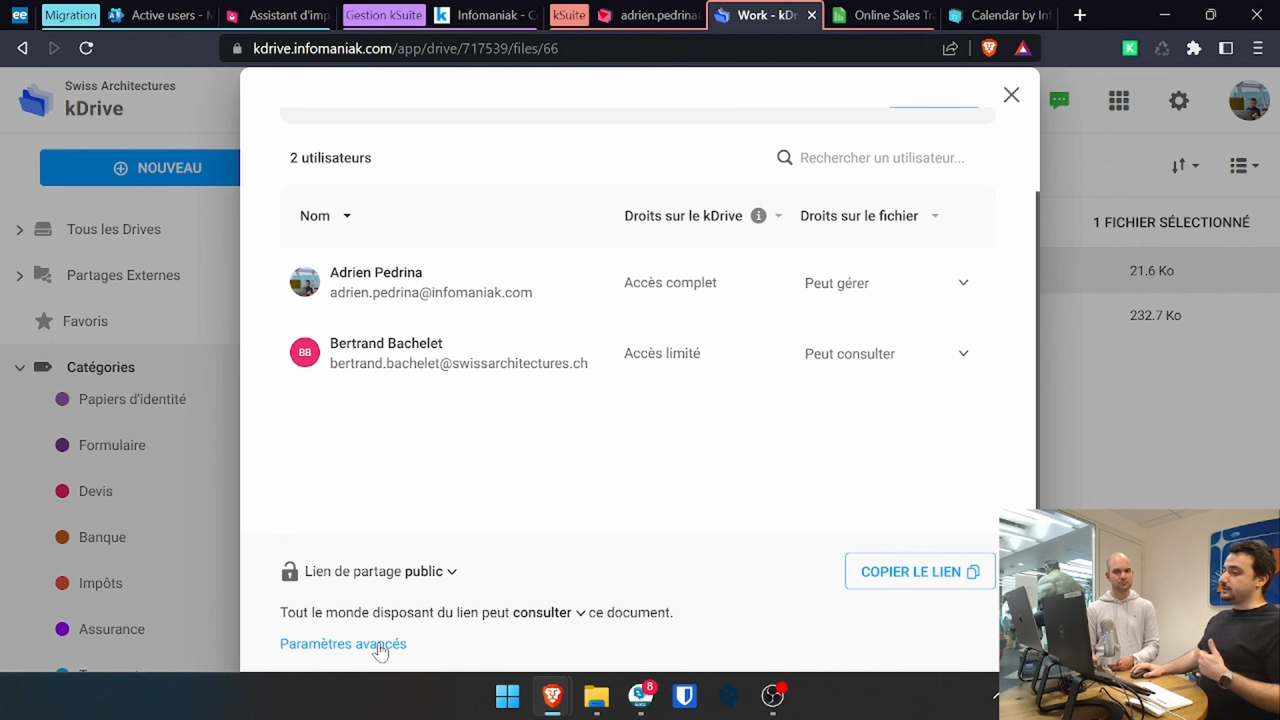 ee
Migration
Active users - M
Assistant d'imp
Gestion kSuite
Infomaniak - C
kSuite
adrien.pedrina
Work - kDr
Online Sales Tra
Calendar by Inf
kdrive.infomaniak.com/app/drive/717539/files/66
Swiss Architectures
kDrive
NOUVEAU
Tous les Drives
Partages Externes
Favoris
Catégories
Papiers d'identité
Formulaire
Devis
Banque
Impôts
Assurance
2 utilisateurs
Rechercher un utilisateur...
Nom
Droits sur le kDrive
Droits sur le fichier
Adrien Pedrina
adrien.pedrina@infomaniak.com
Accès complet
Peut gérer
BB
Bertrand Bachelet
bertrand.bachelet@swissarchitectures.ch
Accès limité
Peut consulter
Lien de partage public
COPIER LE LIEN
Tout le monde disposant du lien peut consulter ce document.
Paramètres avancés
1 FICHIER SÉLECTIONNÉ
21.6 Ko
232.7 Ko
8